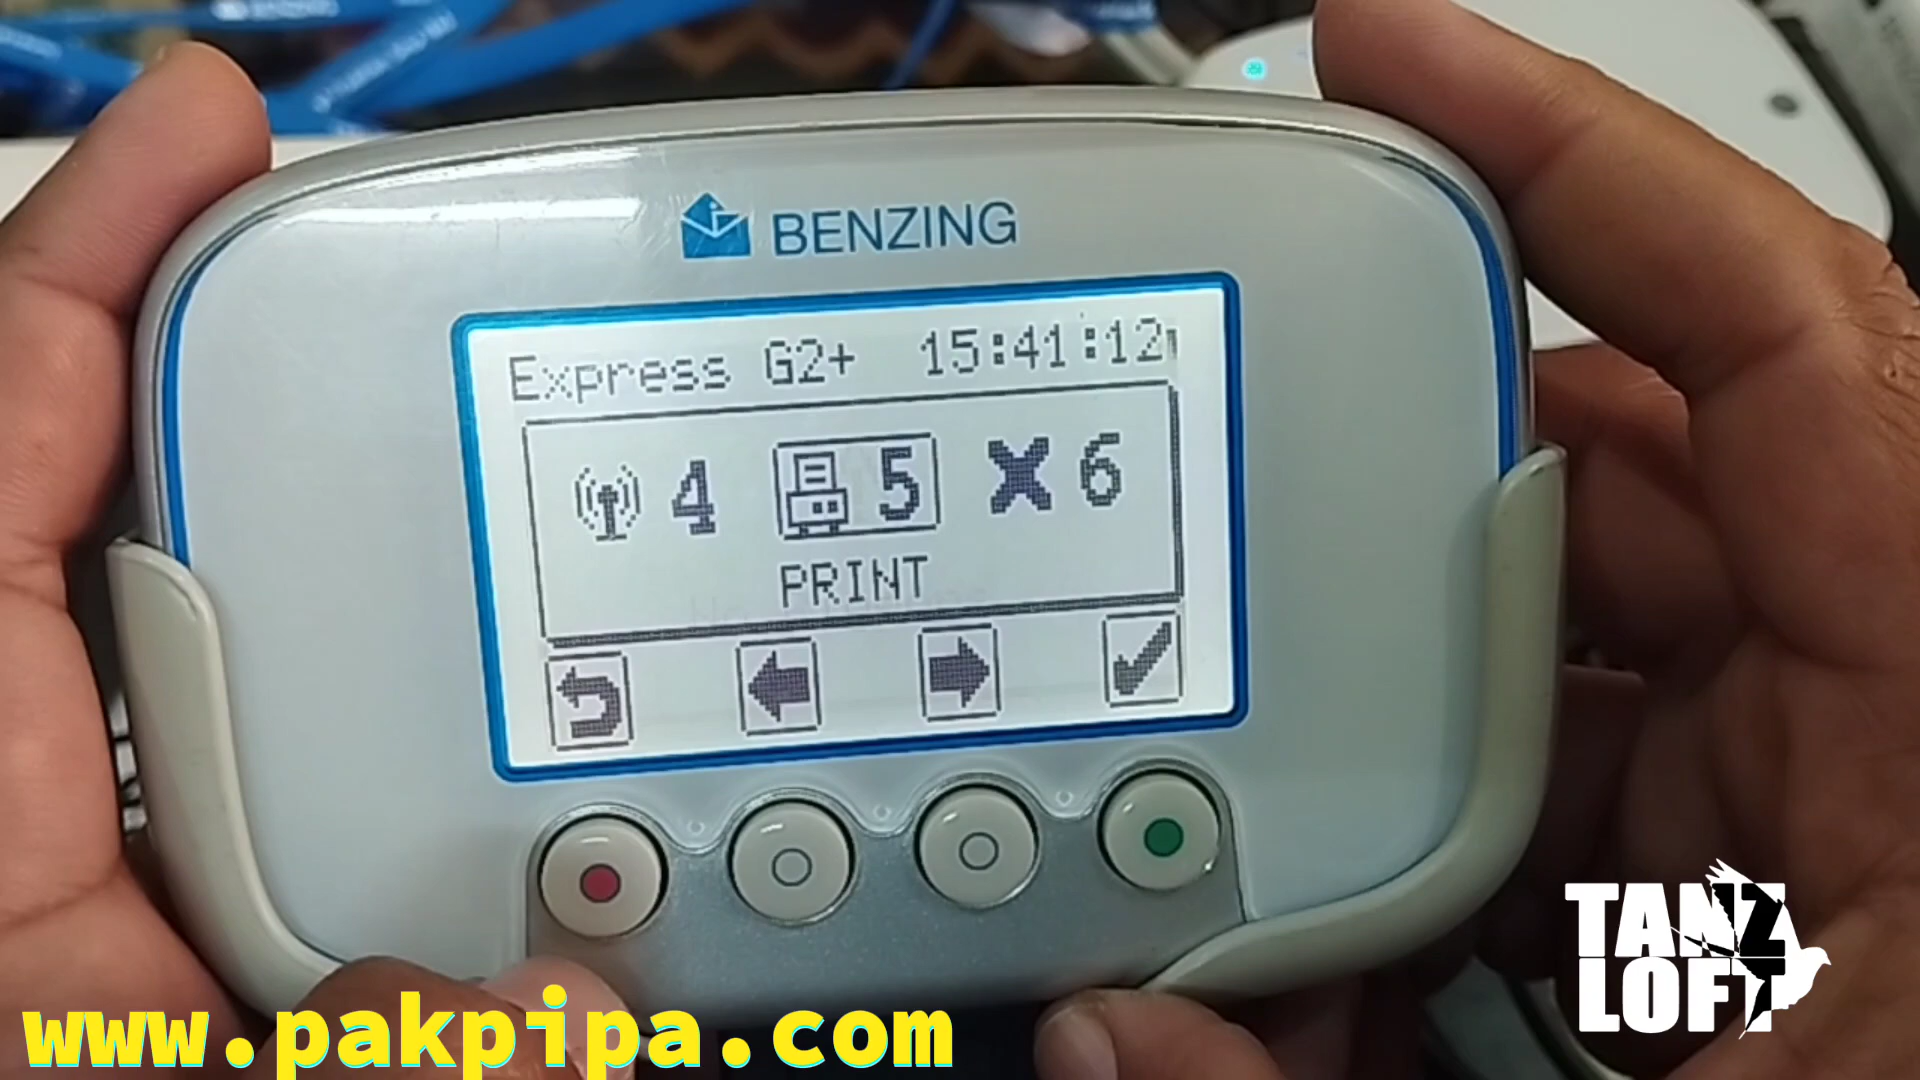 BENZING
Express G2+ 15:41:12
4 5 6
PRINT
TANZ
LOFT
www.pakpipa.com